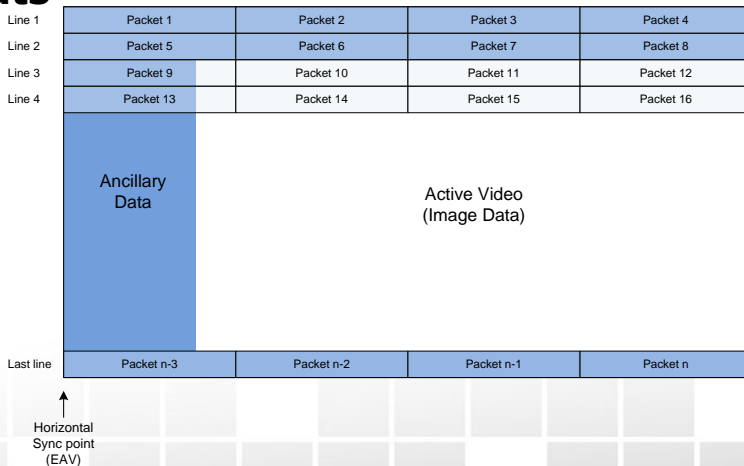 Line 1 Packet 1 Packet 2 Packet 3 Packet 4
Line 2 Packet 5 Packet 6 Packet 7 Packet 8
Line 3 Packet 9 Packet 10 Packet 11 Packet 12
Line 4 Packet 13 Packet 14 Packet 15 Packet 16
Ancillary
Data
Active Video
(Image Data)
Last line Packet n-3 Packet n-2 Packet n-1 Packet n
Horizontal
Sync point
(EAV)